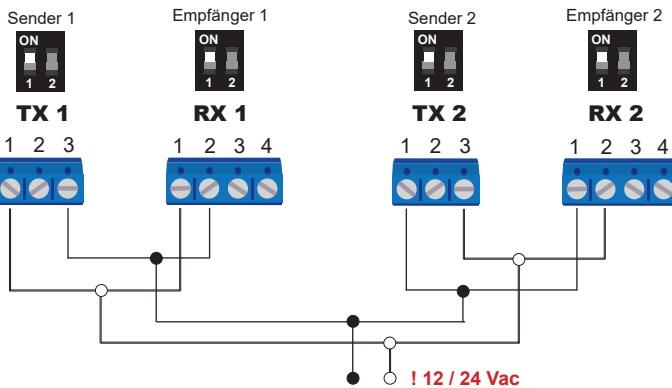 Sender 1 Empfänger 1 Sender 2 Empfänger 2
ON ON ON ON
1 2 1 2 1 2 1 2
TX 1 RX 1 TX 2 RX 2
1 2 3 1 2 3 4 1 2 3 1 2 3 4
! 12 / 24 Vac